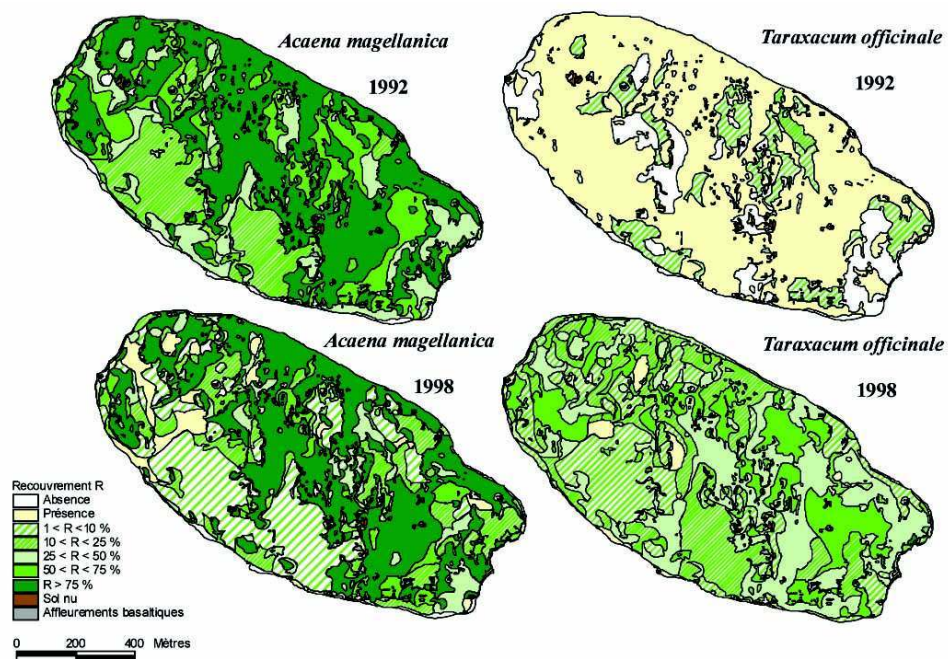 Acaena magellanica
1992
Taraxacum officinale
1992
Acaena magellanica
1998
Taraxacum officinale
1998
Recouvrement R
Absence
Présence
1 < R < 10 %
10 < R < 25 %
25 < R < 50 %
50 < R < 75 %
R > 75 %
Sol nu
Affleurements basaltiques
0 200 400 Mètres